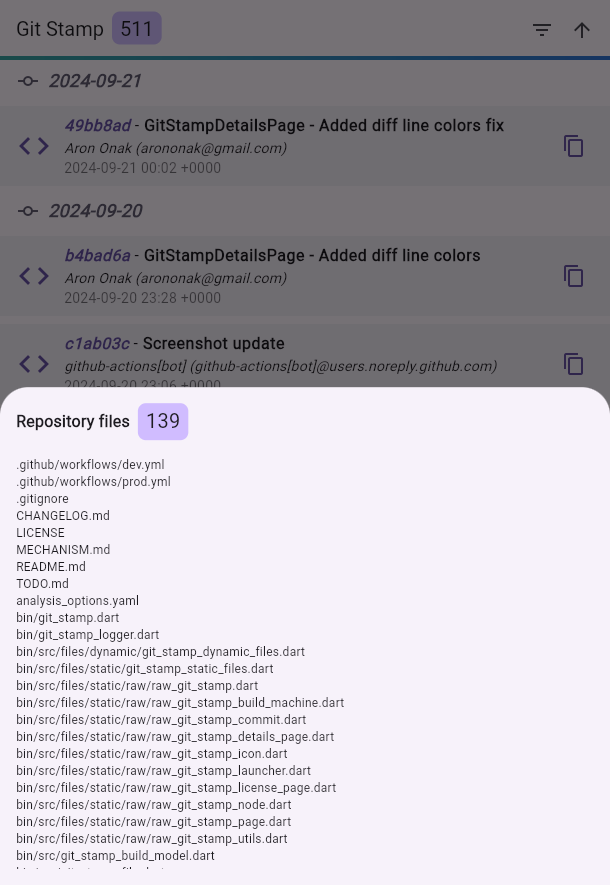 Git Stamp 511
2024-09-21
49bb8ad - GitStampDetailsPage - Added diff line colors fix
Aron Onak (arononak@gmail.com)
2024-09-21 00:02 +0000
2024-09-20
b4bad6a - GitStampDetailsPage - Added diff line colors
Aron Onak (arononak@gmail.com)
2024-09-20 23:28 +0000
c1ab03c - Screenshot update
github-actions[bot] (github-actions[bot]@users.noreply.github.com)
2024-09-20 23:06 +0000
Repository files 139
.github/workflows/dev.yml
.github/workflows/prod.yml
.gitignore
CHANGELOG.md
LICENSE
MECHANISM.md
README.md
TODO.md
analysis_options.yaml
bin/git_stamp.dart
bin/git_stamp_logger.dart
bin/src/files/dynamic/git_stamp_dynamic_files.dart
bin/src/files/static/git_stamp_static_files.dart
bin/src/files/static/raw/raw_git_stamp.dart
bin/src/files/static/raw/raw_git_stamp_build_machine.dart
bin/src/files/static/raw/raw_git_stamp_commit.dart
bin/src/files/static/raw/raw_git_stamp_details_page.dart
bin/src/files/static/raw/raw_git_stamp_icon.dart
bin/src/files/static/raw/raw_git_stamp_launcher.dart
bin/src/files/static/raw/raw_git_stamp_license_page.dart
bin/src/files/static/raw/raw_git_stamp_node.dart
bin/src/files/static/raw/raw_git_stamp_page.dart
bin/src/files/static/raw/raw_git_stamp_utils.dart
bin/src/git_stamp_build_model.dart